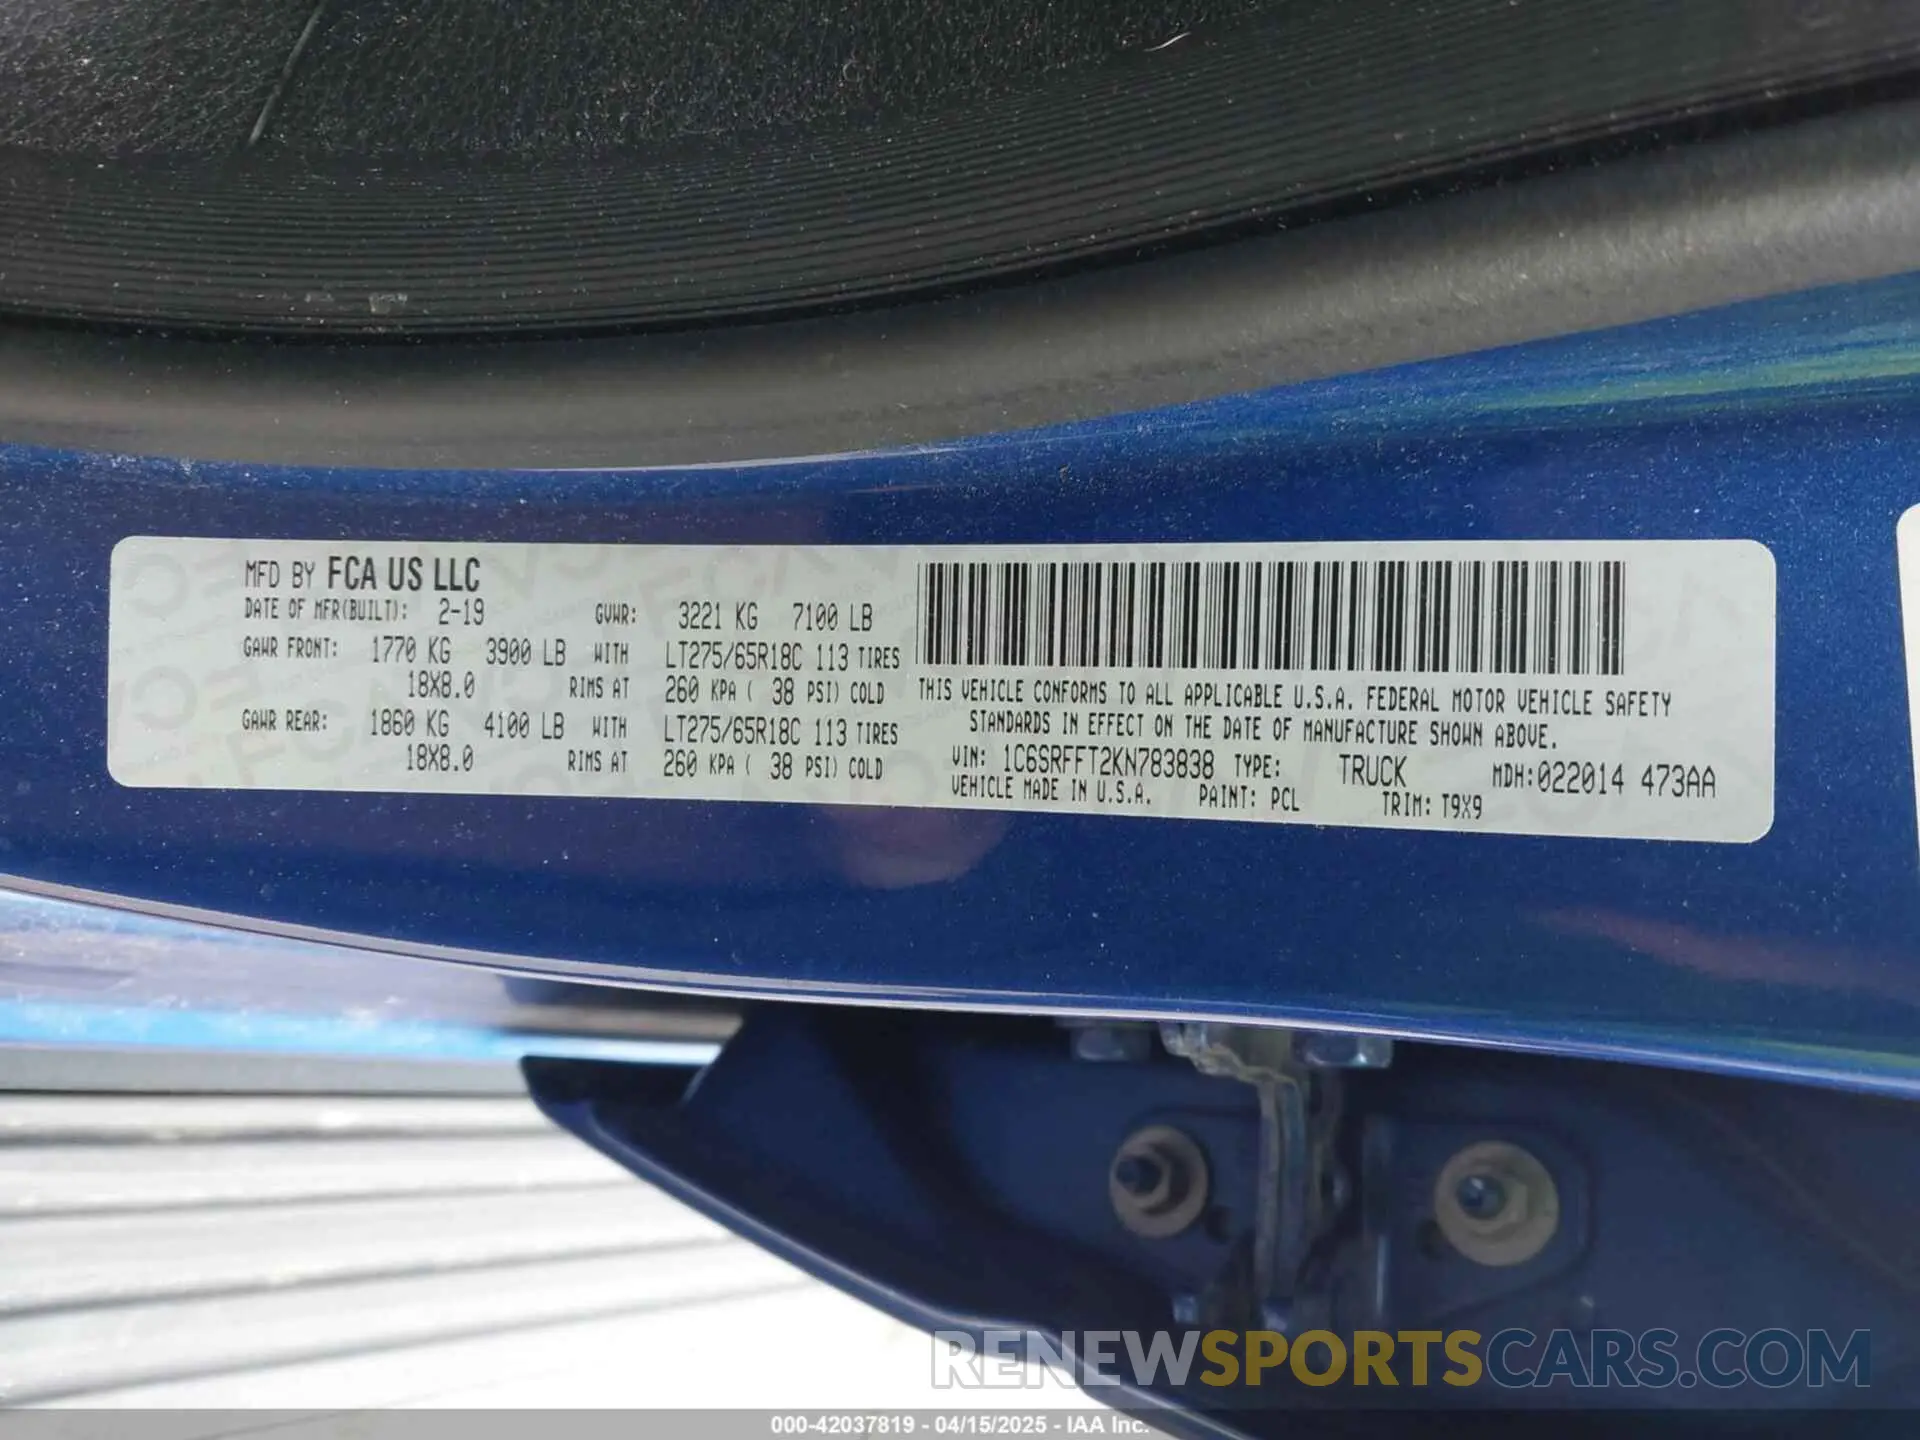 MFD BY FCA US LLC
DATE OF MFR(BUILT): 2-19 GVWR: 3221 KG 7100 LB
GAWR FRONT: 1770 KG 3900 LB WITH LT275/65R18C 113 TIRES
18X8.0 RIMS AT 260 KPA ( 38 PSI) COLD
GAWR REAR: 1860 KG 4100 LB WITH LT275/65R18C 113 TIRES
18X8.0 RIMS AT 260 KPA ( 38 PSI) COLD
THIS VEHICLE CONFORMS TO ALL APPLICABLE U.S.A. FEDERAL MOTOR VEHICLE SAFETY
STANDARDS IN EFFECT ON THE DATE OF MANUFACTURE SHOWN ABOVE.
VIN: 1C6SRFFT2KN783838 TYPE: TRUCK MDH:022014 473AA
VEHICLE MADE IN U.S.A. PAINT: PCL TRIM: T9X9
RENEWSPORTSCARS.COM
000-42037819 - 04/15/2025 - IAA Inc.